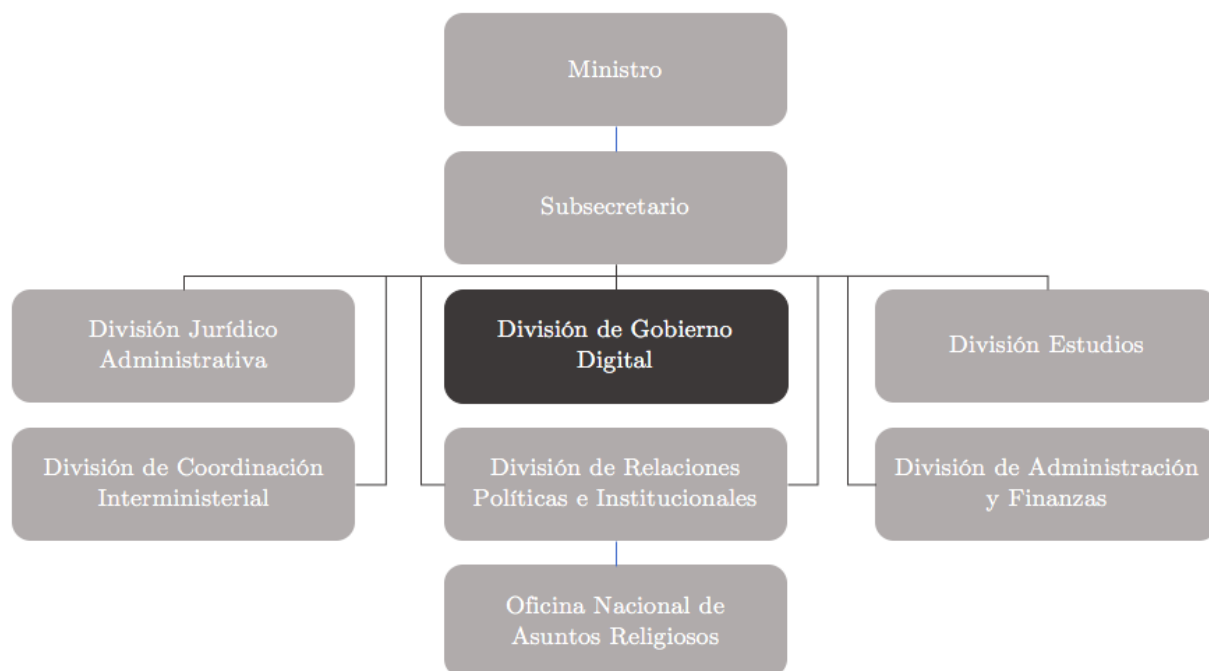 Ministro
Subsecretario
División Jurídico
Administrativa
División de Gobierno
Digital
División Estudios
División de Coordinación
Interministerial
División de Relaciones
Políticas e Institucionales
División de Administración
y Finanzas
Oficina Nacional de
Asuntos Religiosos